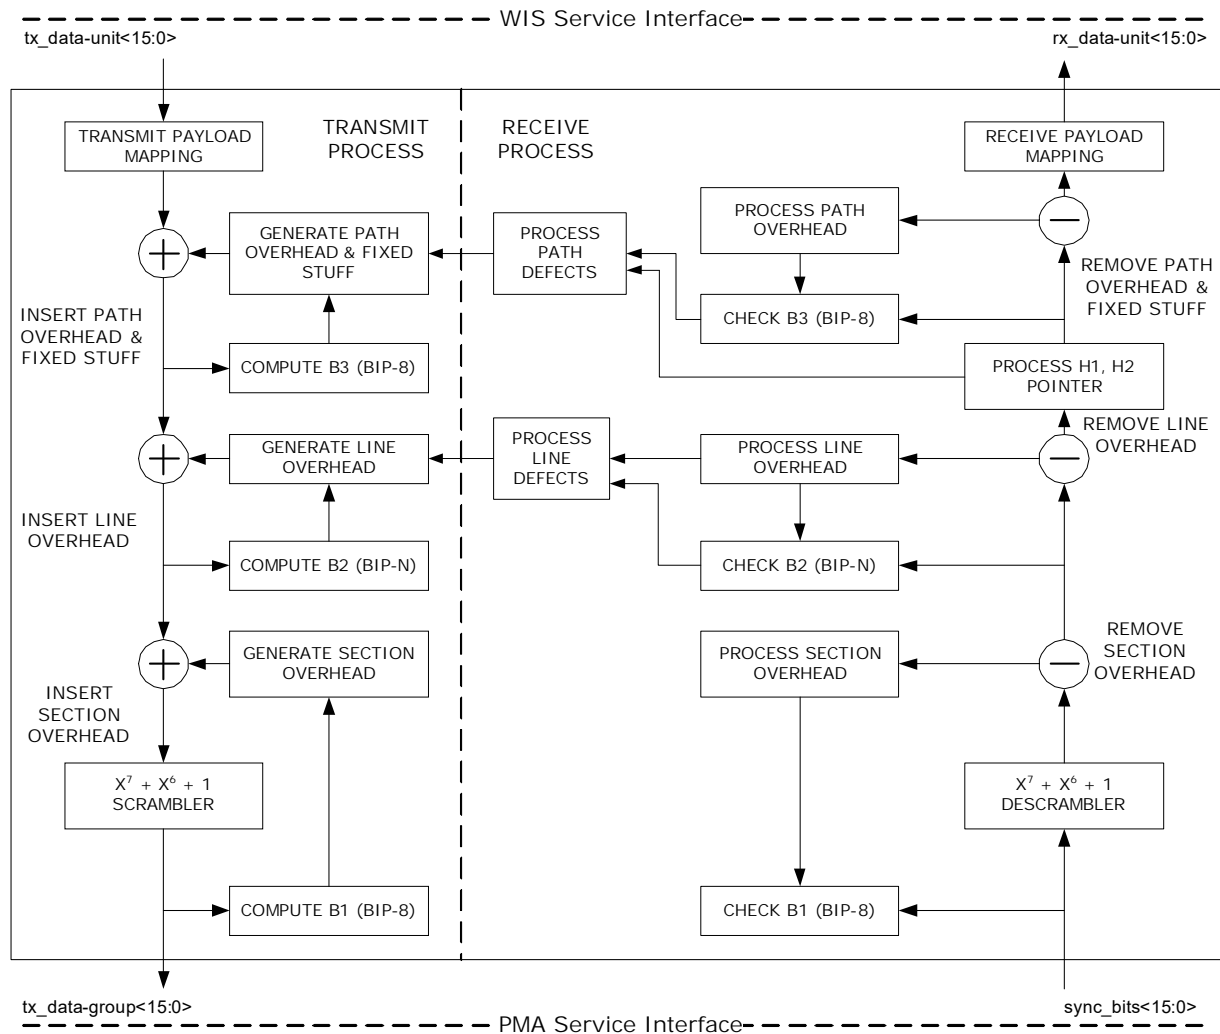 WIS Service Interface
tx_data-unit<15:0>
rx_data-unit<15:0>
TRANSMIT PAYLOAD
MAPPING
TRANSMIT
PROCESS
RECEIVE
PROCESS
RECEIVE PAYLOAD
MAPPING
GENERATE PATH
OVERHEAD & FIXED
STUFF
PROCESS
PATH
DEFECTS
PROCESS PATH
OVERHEAD
REMOVE PATH
OVERHEAD &
FIXED STUFF
INSERT PATH
OVERHEAD &
FIXED STUFF
CHECK B3 (BIP-8)
COMPUTE B3 (BIP-8)
PROCESS H1, H2
POINTER
GENERATE LINE
OVERHEAD
PROCESS
LINE
DEFECTS
PROCESS LINE
OVERHEAD
REMOVE LINE
OVERHEAD
INSERT LINE
OVERHEAD
COMPUTE B2 (BIP-N)
CHECK B2 (BIP-N)
GENERATE SECTION
OVERHEAD
PROCESS SECTION
OVERHEAD
REMOVE
SECTION
OVERHEAD
INSERT
SECTION
OVERHEAD
X⁷ + X⁶ + 1
SCRAMBLER
X⁷ + X⁶ + 1
DESCRAMBLER
COMPUTE B1 (BIP-8)
CHECK B1 (BIP-8)
tx_data-group<15:0>
sync_bits<15:0>
PMA Service Interface